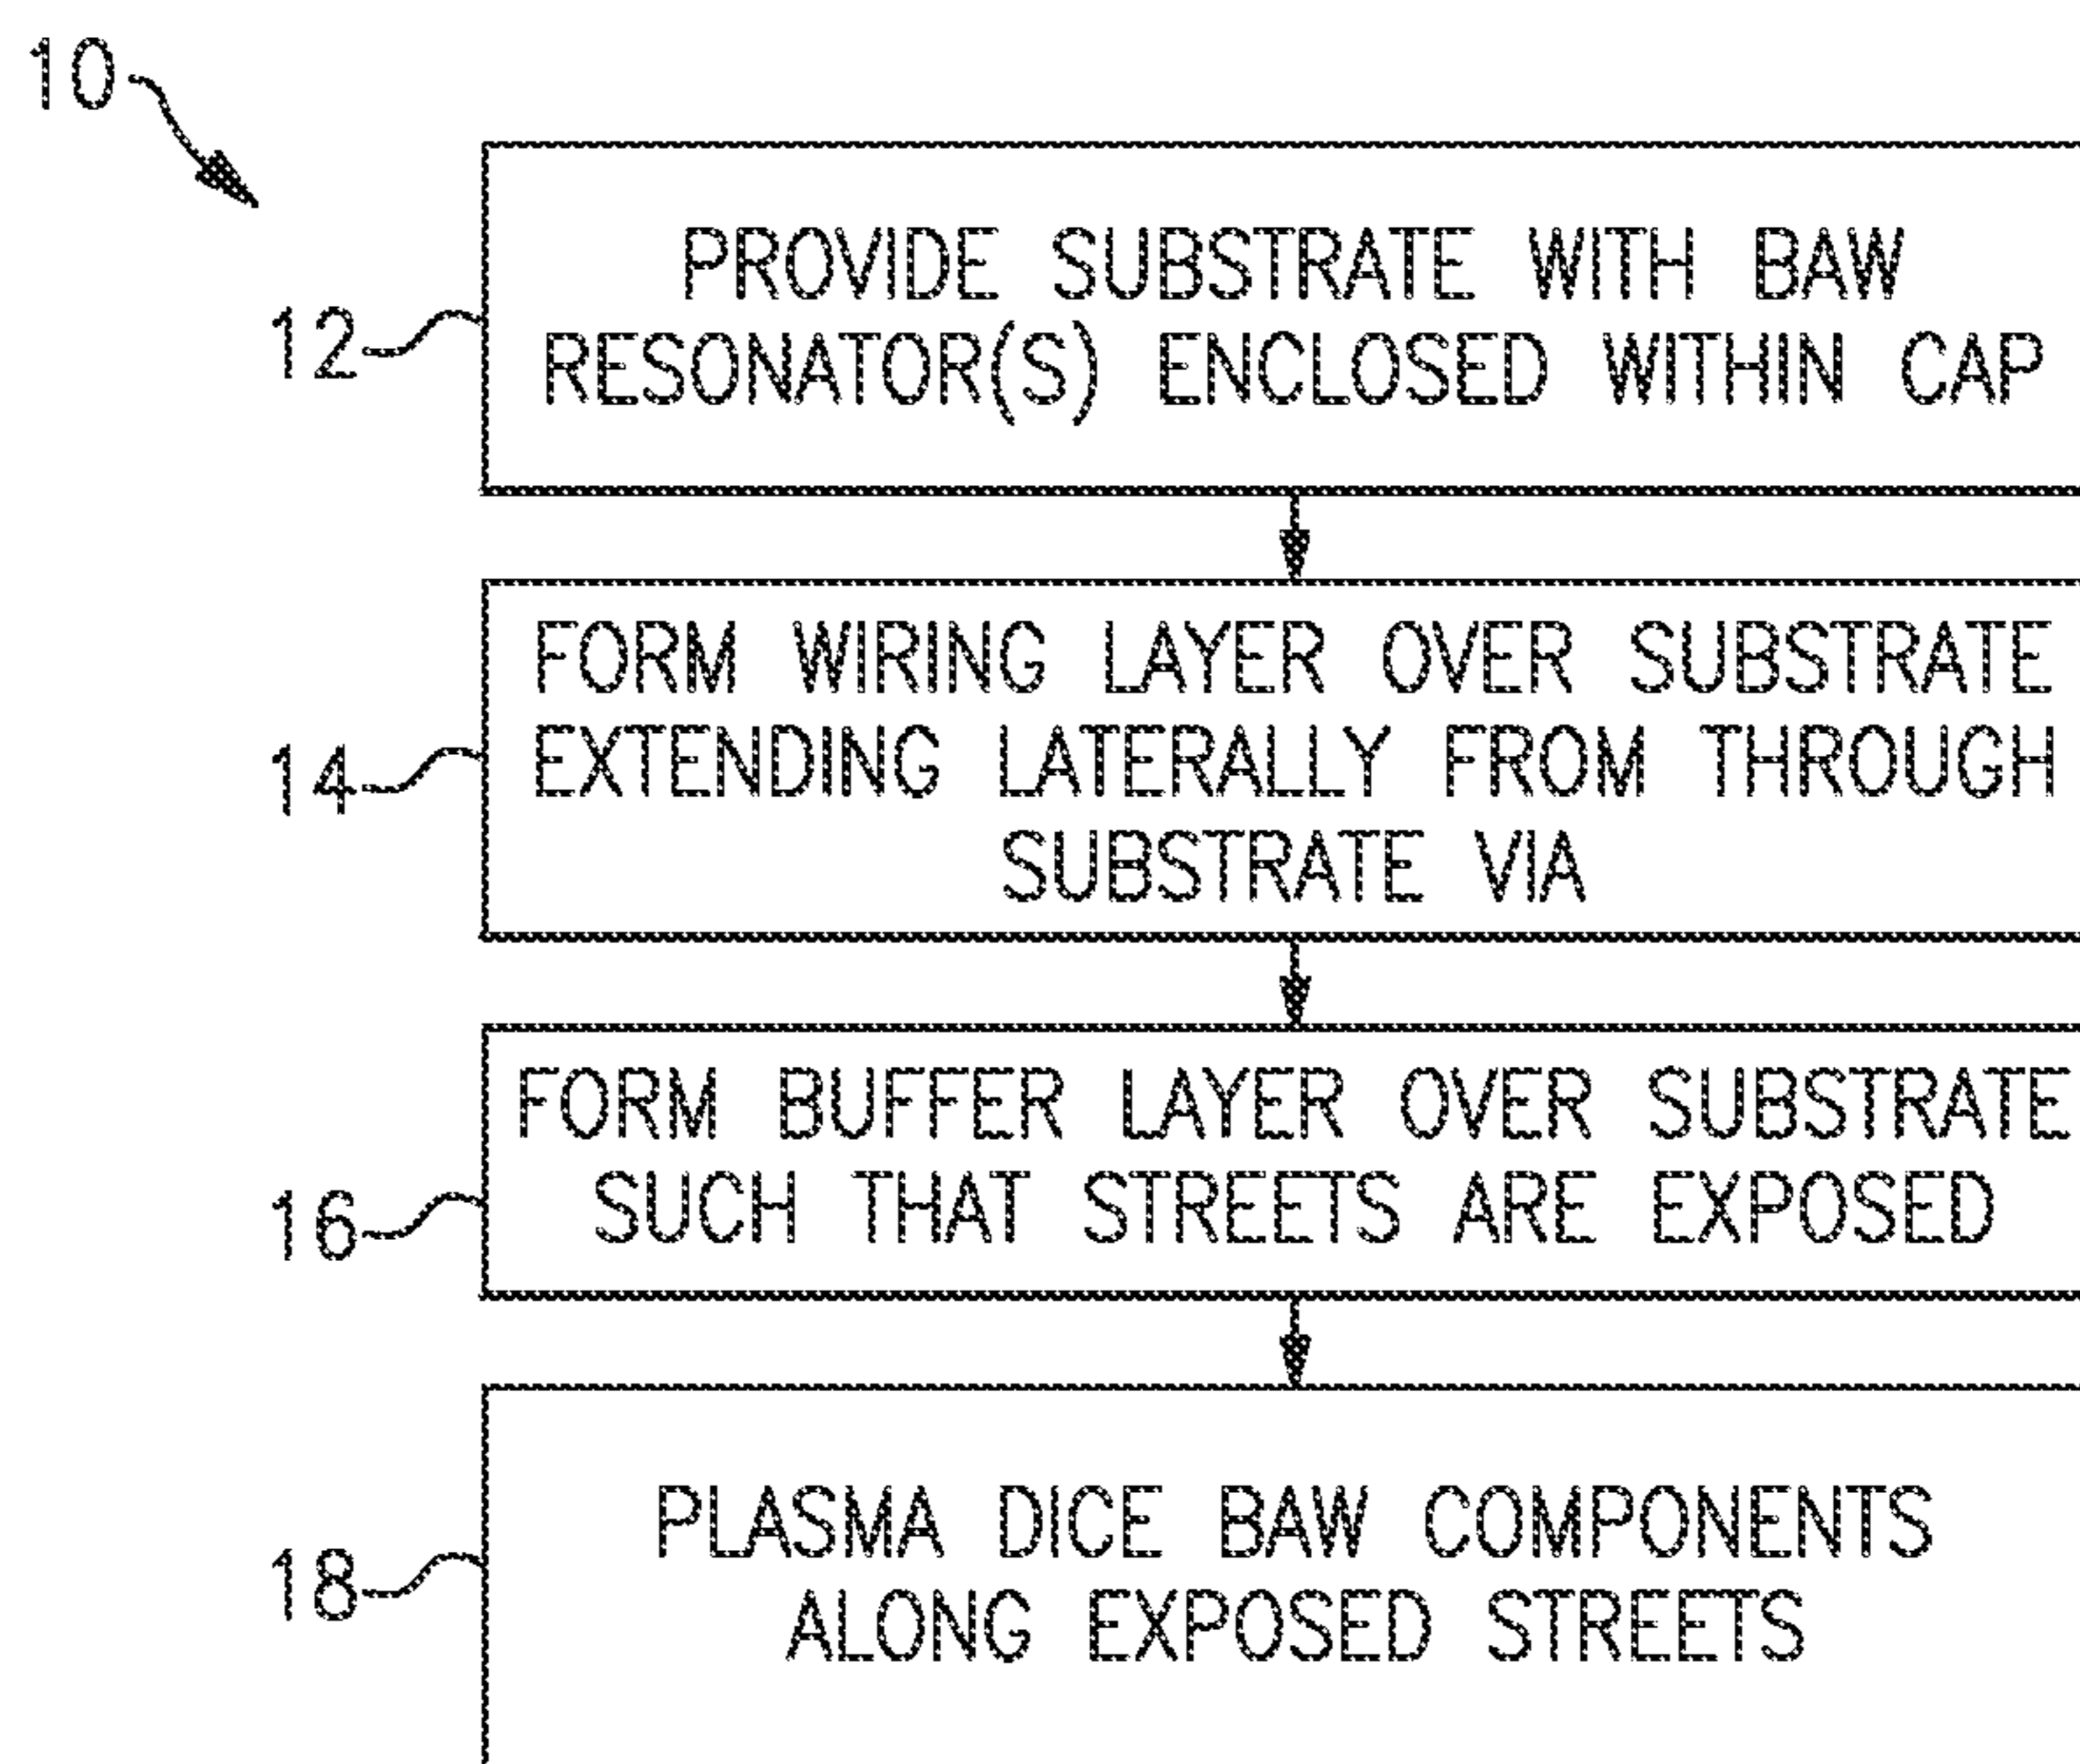 10
12
PROVIDE SUBSTRATE WITH BAW
RESONATOR(S) ENCLOSED WITHIN CAP
14
FORM WIRING LAYER OVER SUBSTRATE
EXTENDING LATERALLY FROM THROUGH
SUBSTRATE VIA
16
FORM BUFFER LAYER OVER SUBSTRATE
SUCH THAT STREETS ARE EXPOSED
18
PLASMA DICE BAW COMPONENTS
ALONG EXPOSED STREETS